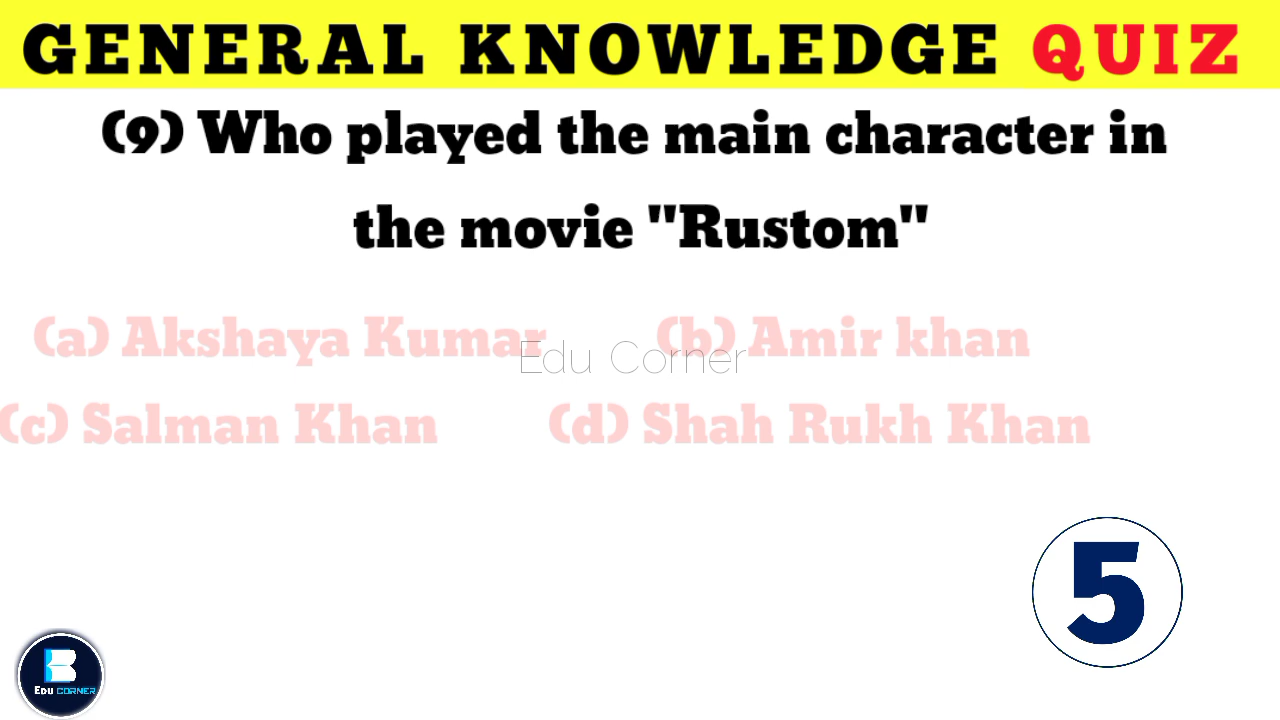 GENERAL KNOWLEDGE QUIZ
(9) Who played the main character in
the movie "Rustom"
(a) Akshaya Kumar (b) Amir khan
Edu Corner
(c) Salman Khan (d) Shah Rukh Khan
5
EDU CORNER